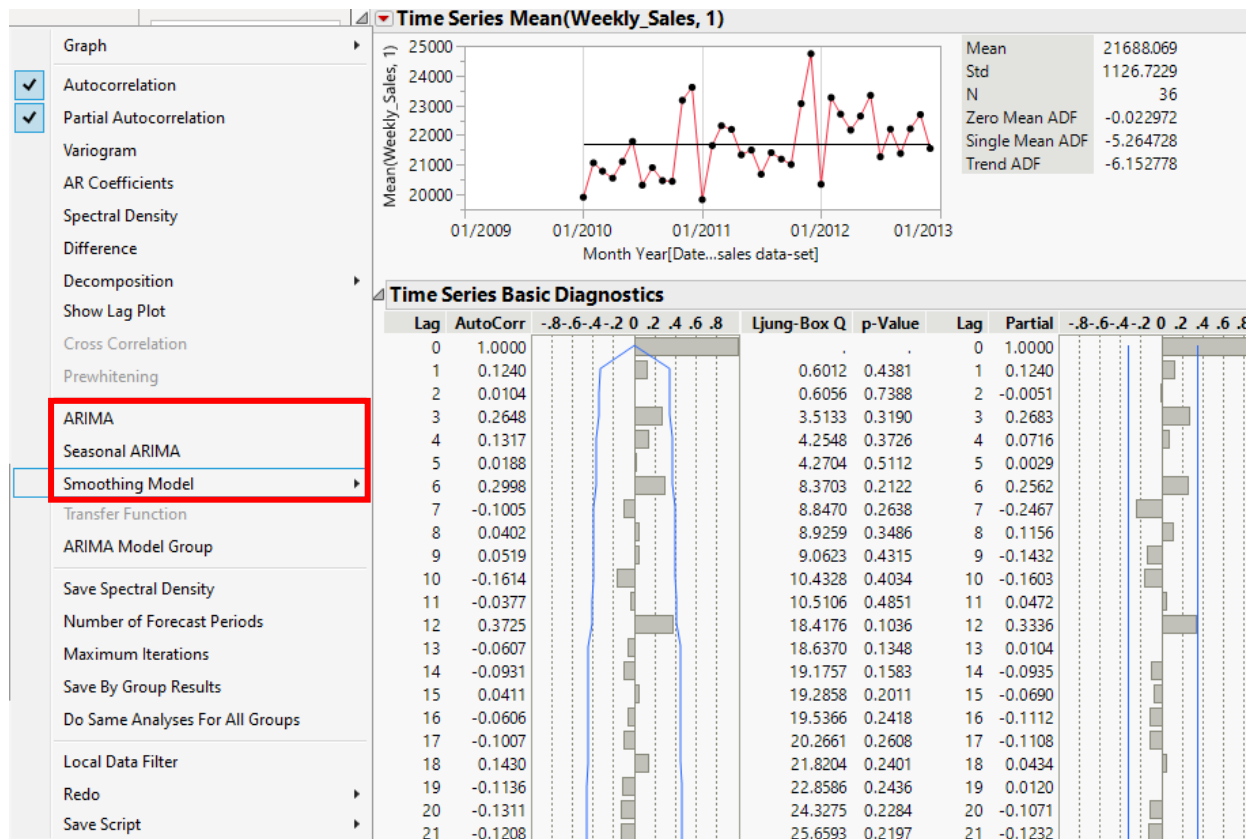 Graph
Autocorrelation
Partial Autocorrelation
Variogram
AR Coefficients
Spectral Density
Difference
Decomposition
Show Lag Plot
Cross Correlation
Prewhitening
ARIMA
Seasonal ARIMA
Smoothing Model
Transfer Function
ARIMA Model Group
Save Spectral Density
Number of Forecast Periods
Maximum Iterations
Save By Group Results
Do Same Analyses For All Groups
Local Data Filter
Redo
Save Script
Time Series Mean(Weekly_Sales, 1)
Mean(Weekly_Sales, 1)
25000
24000
23000
22000
21000
20000
01/2009 01/2010 01/2011 01/2012 01/2013
Month Year[Date...sales data-set]
Mean 21688.069
Std 1126.7229
N 36
Zero Mean ADF -0.022972
Single Mean ADF -5.264728
Trend ADF -6.152778
Time Series Basic Diagnostics
Lag AutoCorr -.8-.6-.4-.2 0 .2 .4 .6 .8 Ljung-Box Q p-Value Lag Partial -.8-.6-.4-.2 0 .2 .4 .6 .8
0 1.0000 . . 0 1.0000
1 0.1240 0.6012 0.4381 1 0.1240
2 0.0104 0.6056 0.7388 2 -0.0051
3 0.2648 3.5133 0.3190 3 0.2683
4 0.1317 4.2548 0.3726 4 0.0716
5 0.0188 4.2704 0.5112 5 0.0029
6 0.2998 8.3703 0.2122 6 0.2562
7 -0.1005 8.8470 0.2638 7 -0.2467
8 0.0402 8.9259 0.3486 8 0.1156
9 0.0519 9.0623 0.4315 9 -0.1432
10 -0.1614 10.4328 0.4034 10 -0.1603
11 -0.0377 10.5106 0.4851 11 0.0472
12 0.3725 18.4176 0.1036 12 0.3336
13 -0.0607 18.6370 0.1348 13 0.0104
14 -0.0931 19.1757 0.1583 14 -0.0935
15 0.0411 19.2858 0.2011 15 -0.0690
16 -0.0606 19.5366 0.2418 16 -0.1112
17 -0.1007 20.2661 0.2608 17 -0.1108
18 0.1430 21.8204 0.2401 18 0.0434
19 -0.1136 22.8586 0.2436 19 0.0120
20 -0.1311 24.3275 0.2284 20 -0.1071
21 -0.1208 25.6593 0.2197 21 -0.1232